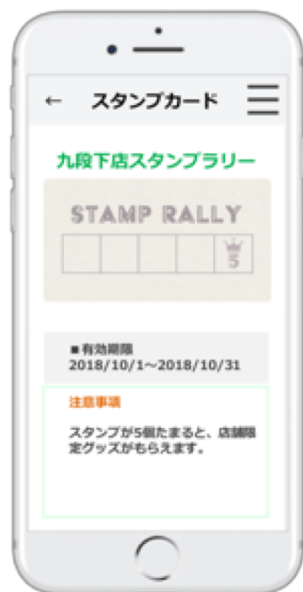 ← スタンプカード
九段下店スタンプラリー
STAMP RALLY
5
■有効期限
2018/10/1〜2018/10/31
注意事項
スタンプが5個たまると、店舗限
定グッズがもらえます。